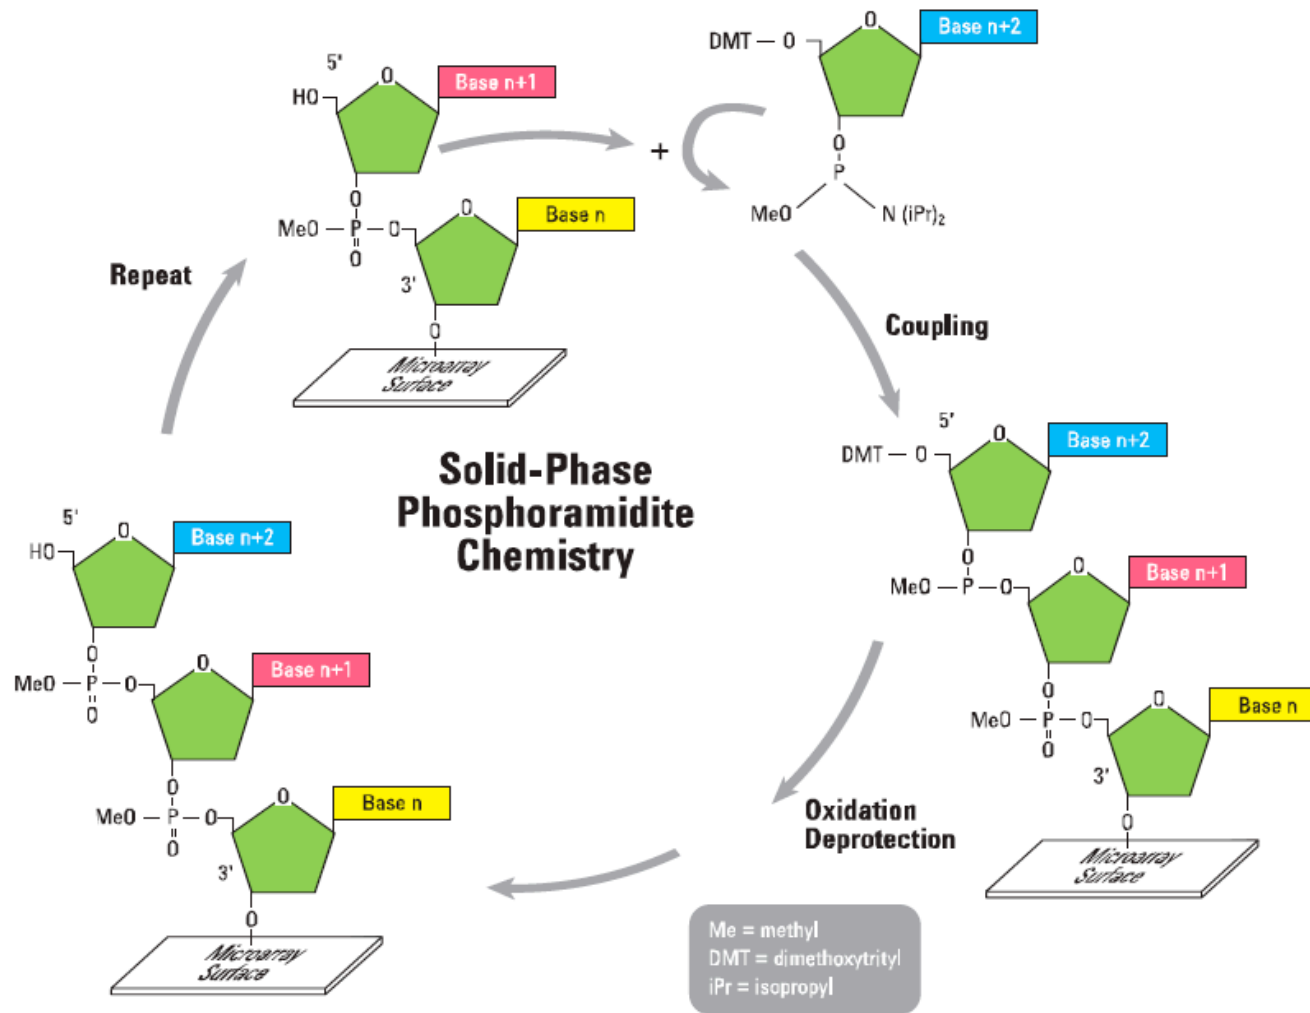 DMT
O
O
Base n+2
5'
O
Base n+1
HO
+
O
P
MeO
N (iPr)2
O
MeO
P
O
O
O
Base n
3'
O
Microarray
Surface
Repeat
Coupling
Solid-Phase
Phosphoramidite
Chemistry
5'
DMT
O
O
Base n+2
O
MeO
P
O
O
Base n+1
O
MeO
P
O
O
O
Base n
3'
O
Microarray
Surface
Oxidation
Deprotection
5'
HO
O
Base n+2
O
MeO
P
O
O
O
Base n+1
O
MeO
P
O
O
O
Base n
3'
O
Microarray
Surface
Me = methyl
DMT = dimethoxytrityl
iPr = isopropyl